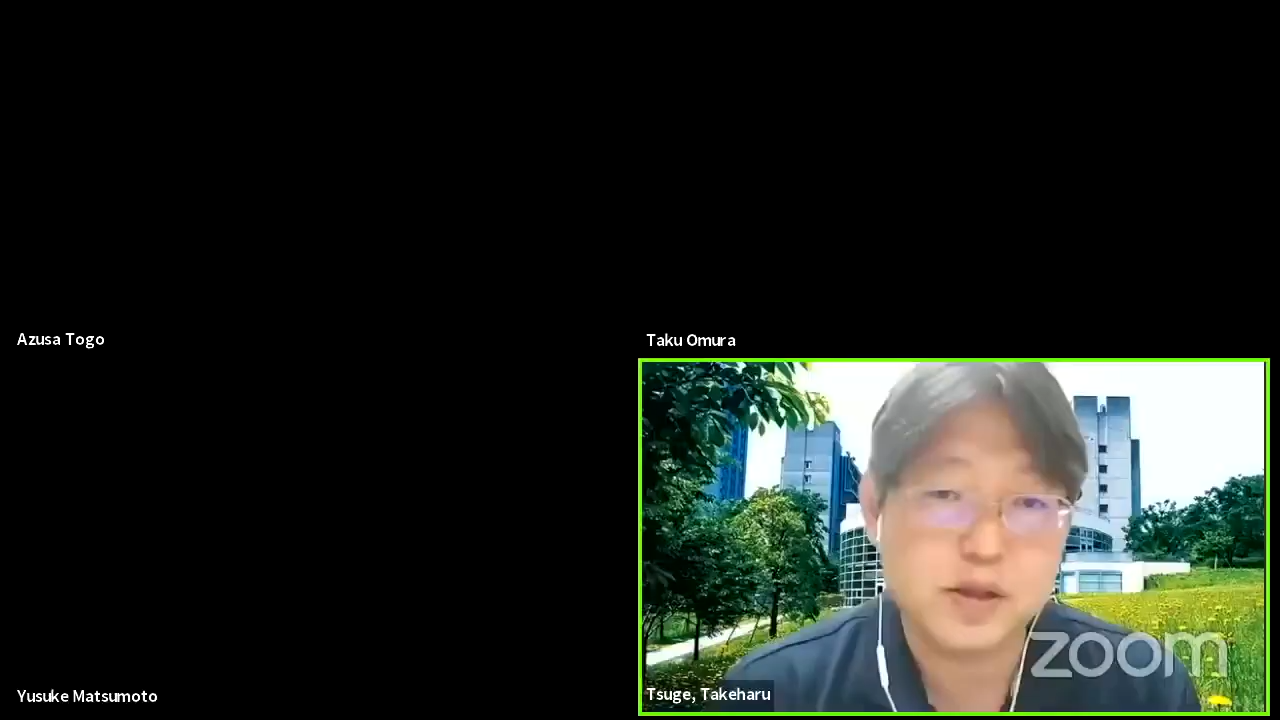 Azusa Togo
Taku Omura
Yusuke Matsumoto
Tsuge, Takeharu
zoom